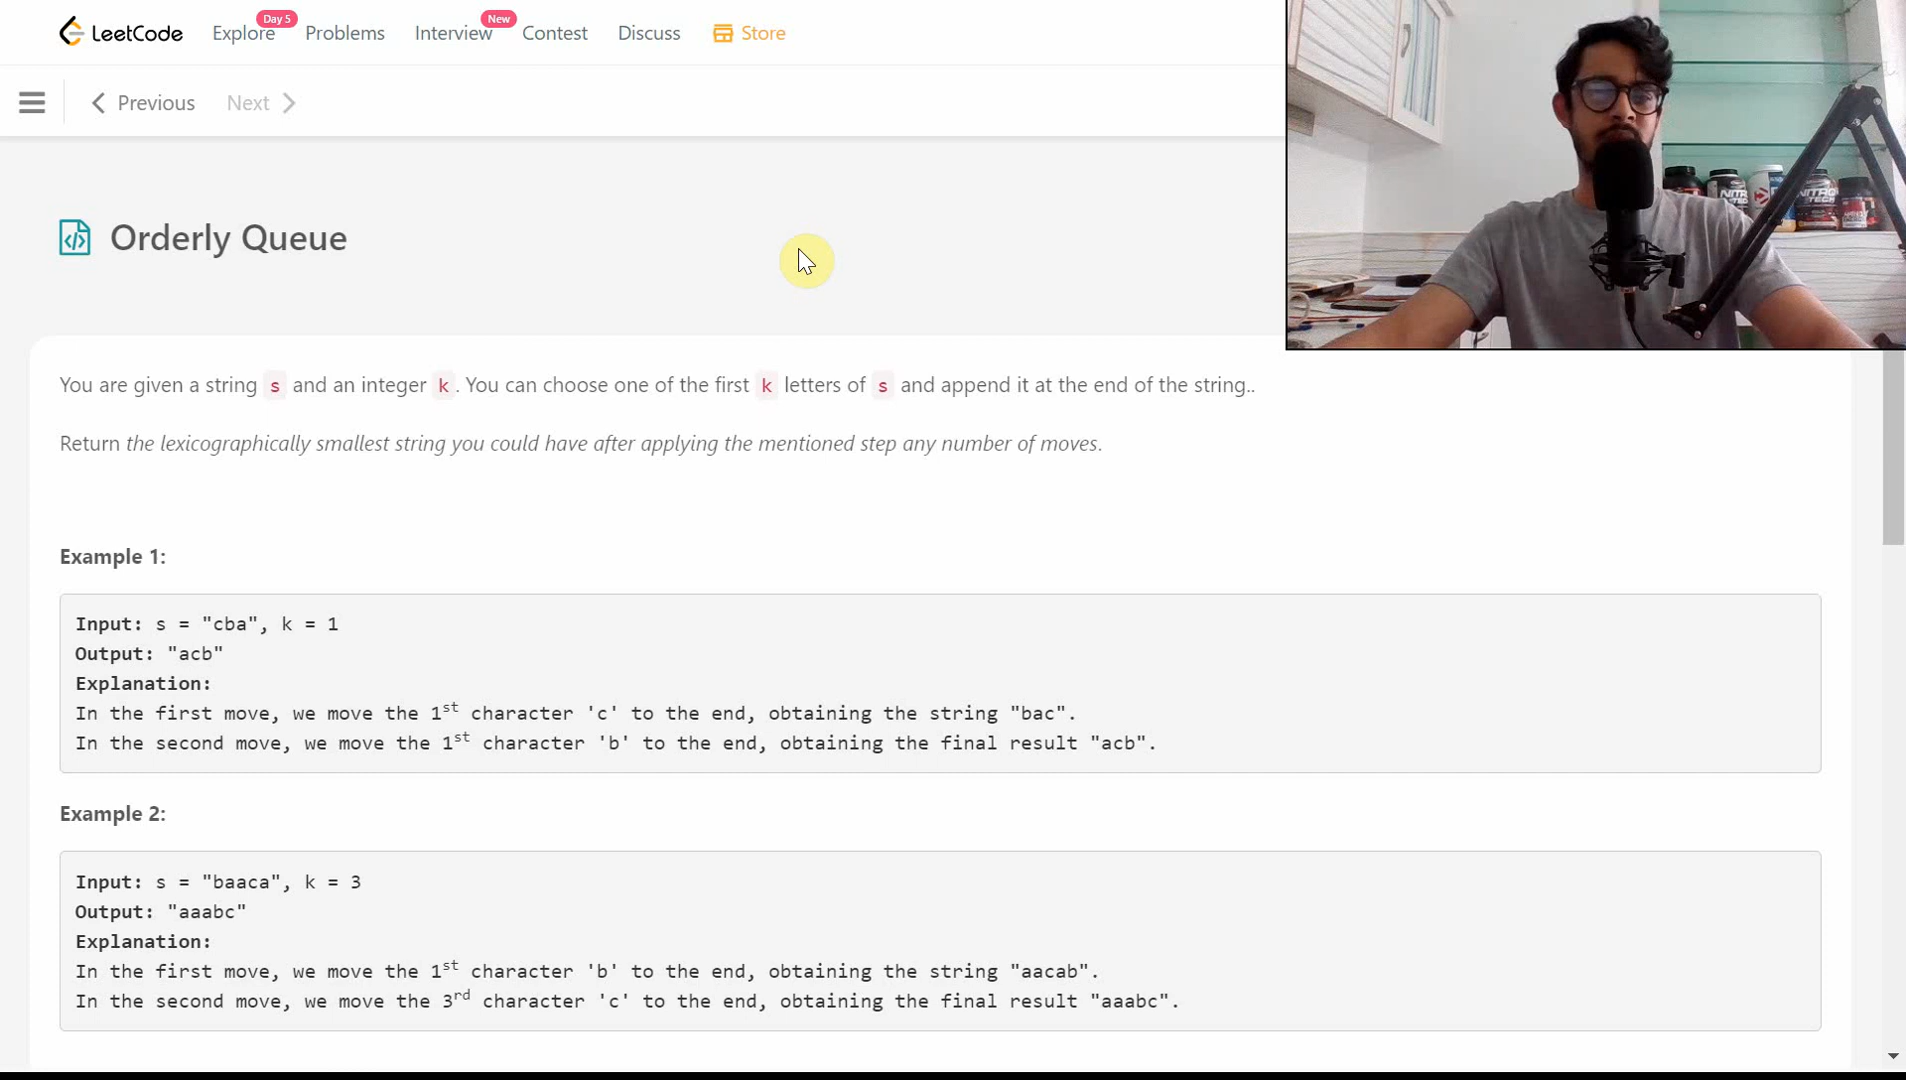 LeetCode Explore Day 5 Problems Interview New Contest Discuss Store
Previous Next
Orderly Queue
You are given a string s and an integer k. You can choose one of the first k letters of s and append it at the end of the string..
Return the lexicographically smallest string you could have after applying the mentioned step any number of moves.
Example 1:
Input: s = "cba", k = 1
Output: "acb"
Explanation:
In the first move, we move the 1st character 'c' to the end, obtaining the string "bac".
In the second move, we move the 1st character 'b' to the end, obtaining the final result "acb".
Example 2:
Input: s = "baaca", k = 3
Output: "aaabc"
Explanation:
In the first move, we move the 1st character 'b' to the end, obtaining the string "aacab".
In the second move, we move the 3rd character 'c' to the end, obtaining the final result "aaabc".
NITRO
TECH